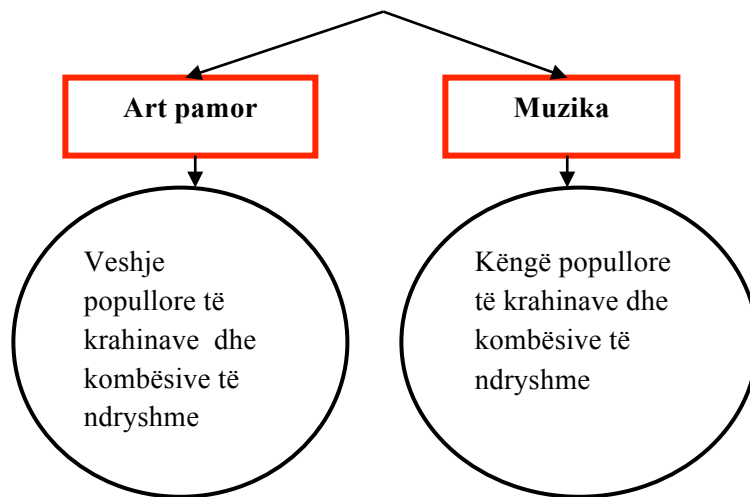 Art pamor
Muzika
Veshje
popullore të
krahinave dhe
kombësive të
ndryshme
Këngë popullore
të krahinave dhe
kombësive të
ndryshme